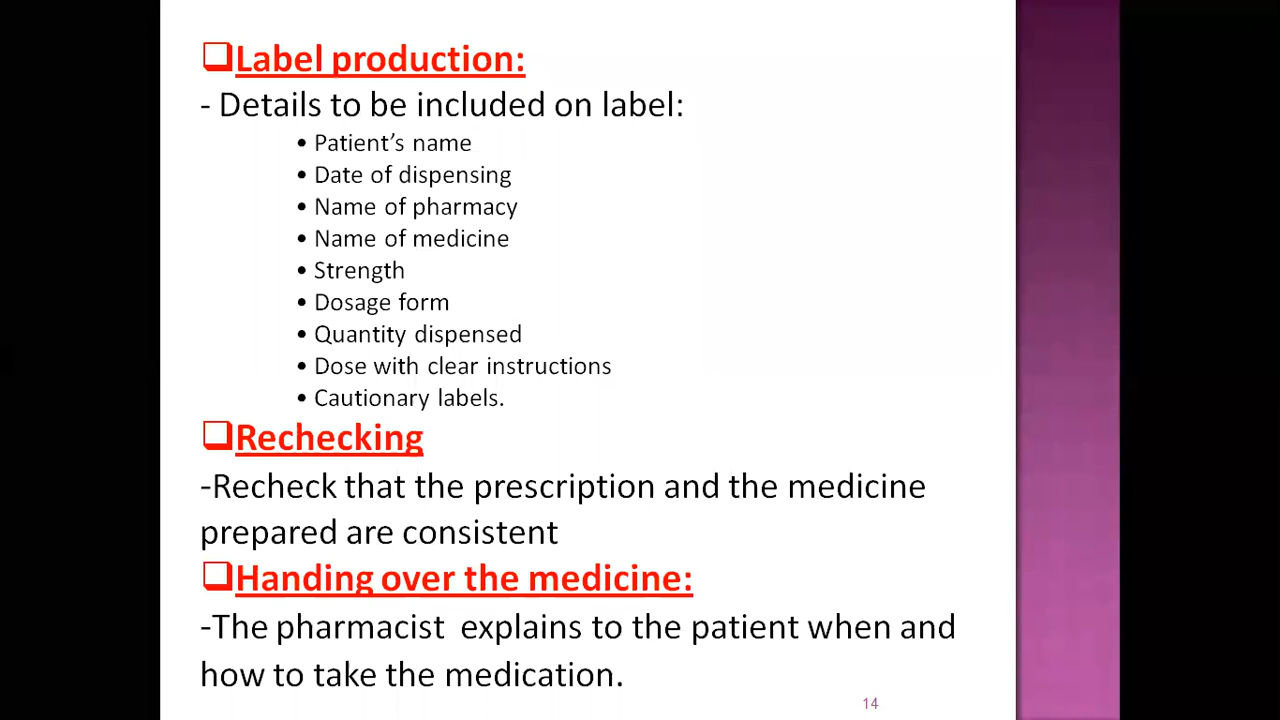 ❑Label production:
- Details to be included on label:
• Patient’s name
• Date of dispensing
• Name of pharmacy
• Name of medicine
• Strength
• Dosage form
• Quantity dispensed
• Dose with clear instructions
• Cautionary labels.
❑Rechecking
-Recheck that the prescription and the medicine
prepared are consistent
❑Handing over the medicine:
-The pharmacist  explains to the patient when and
how to take the medication.
14